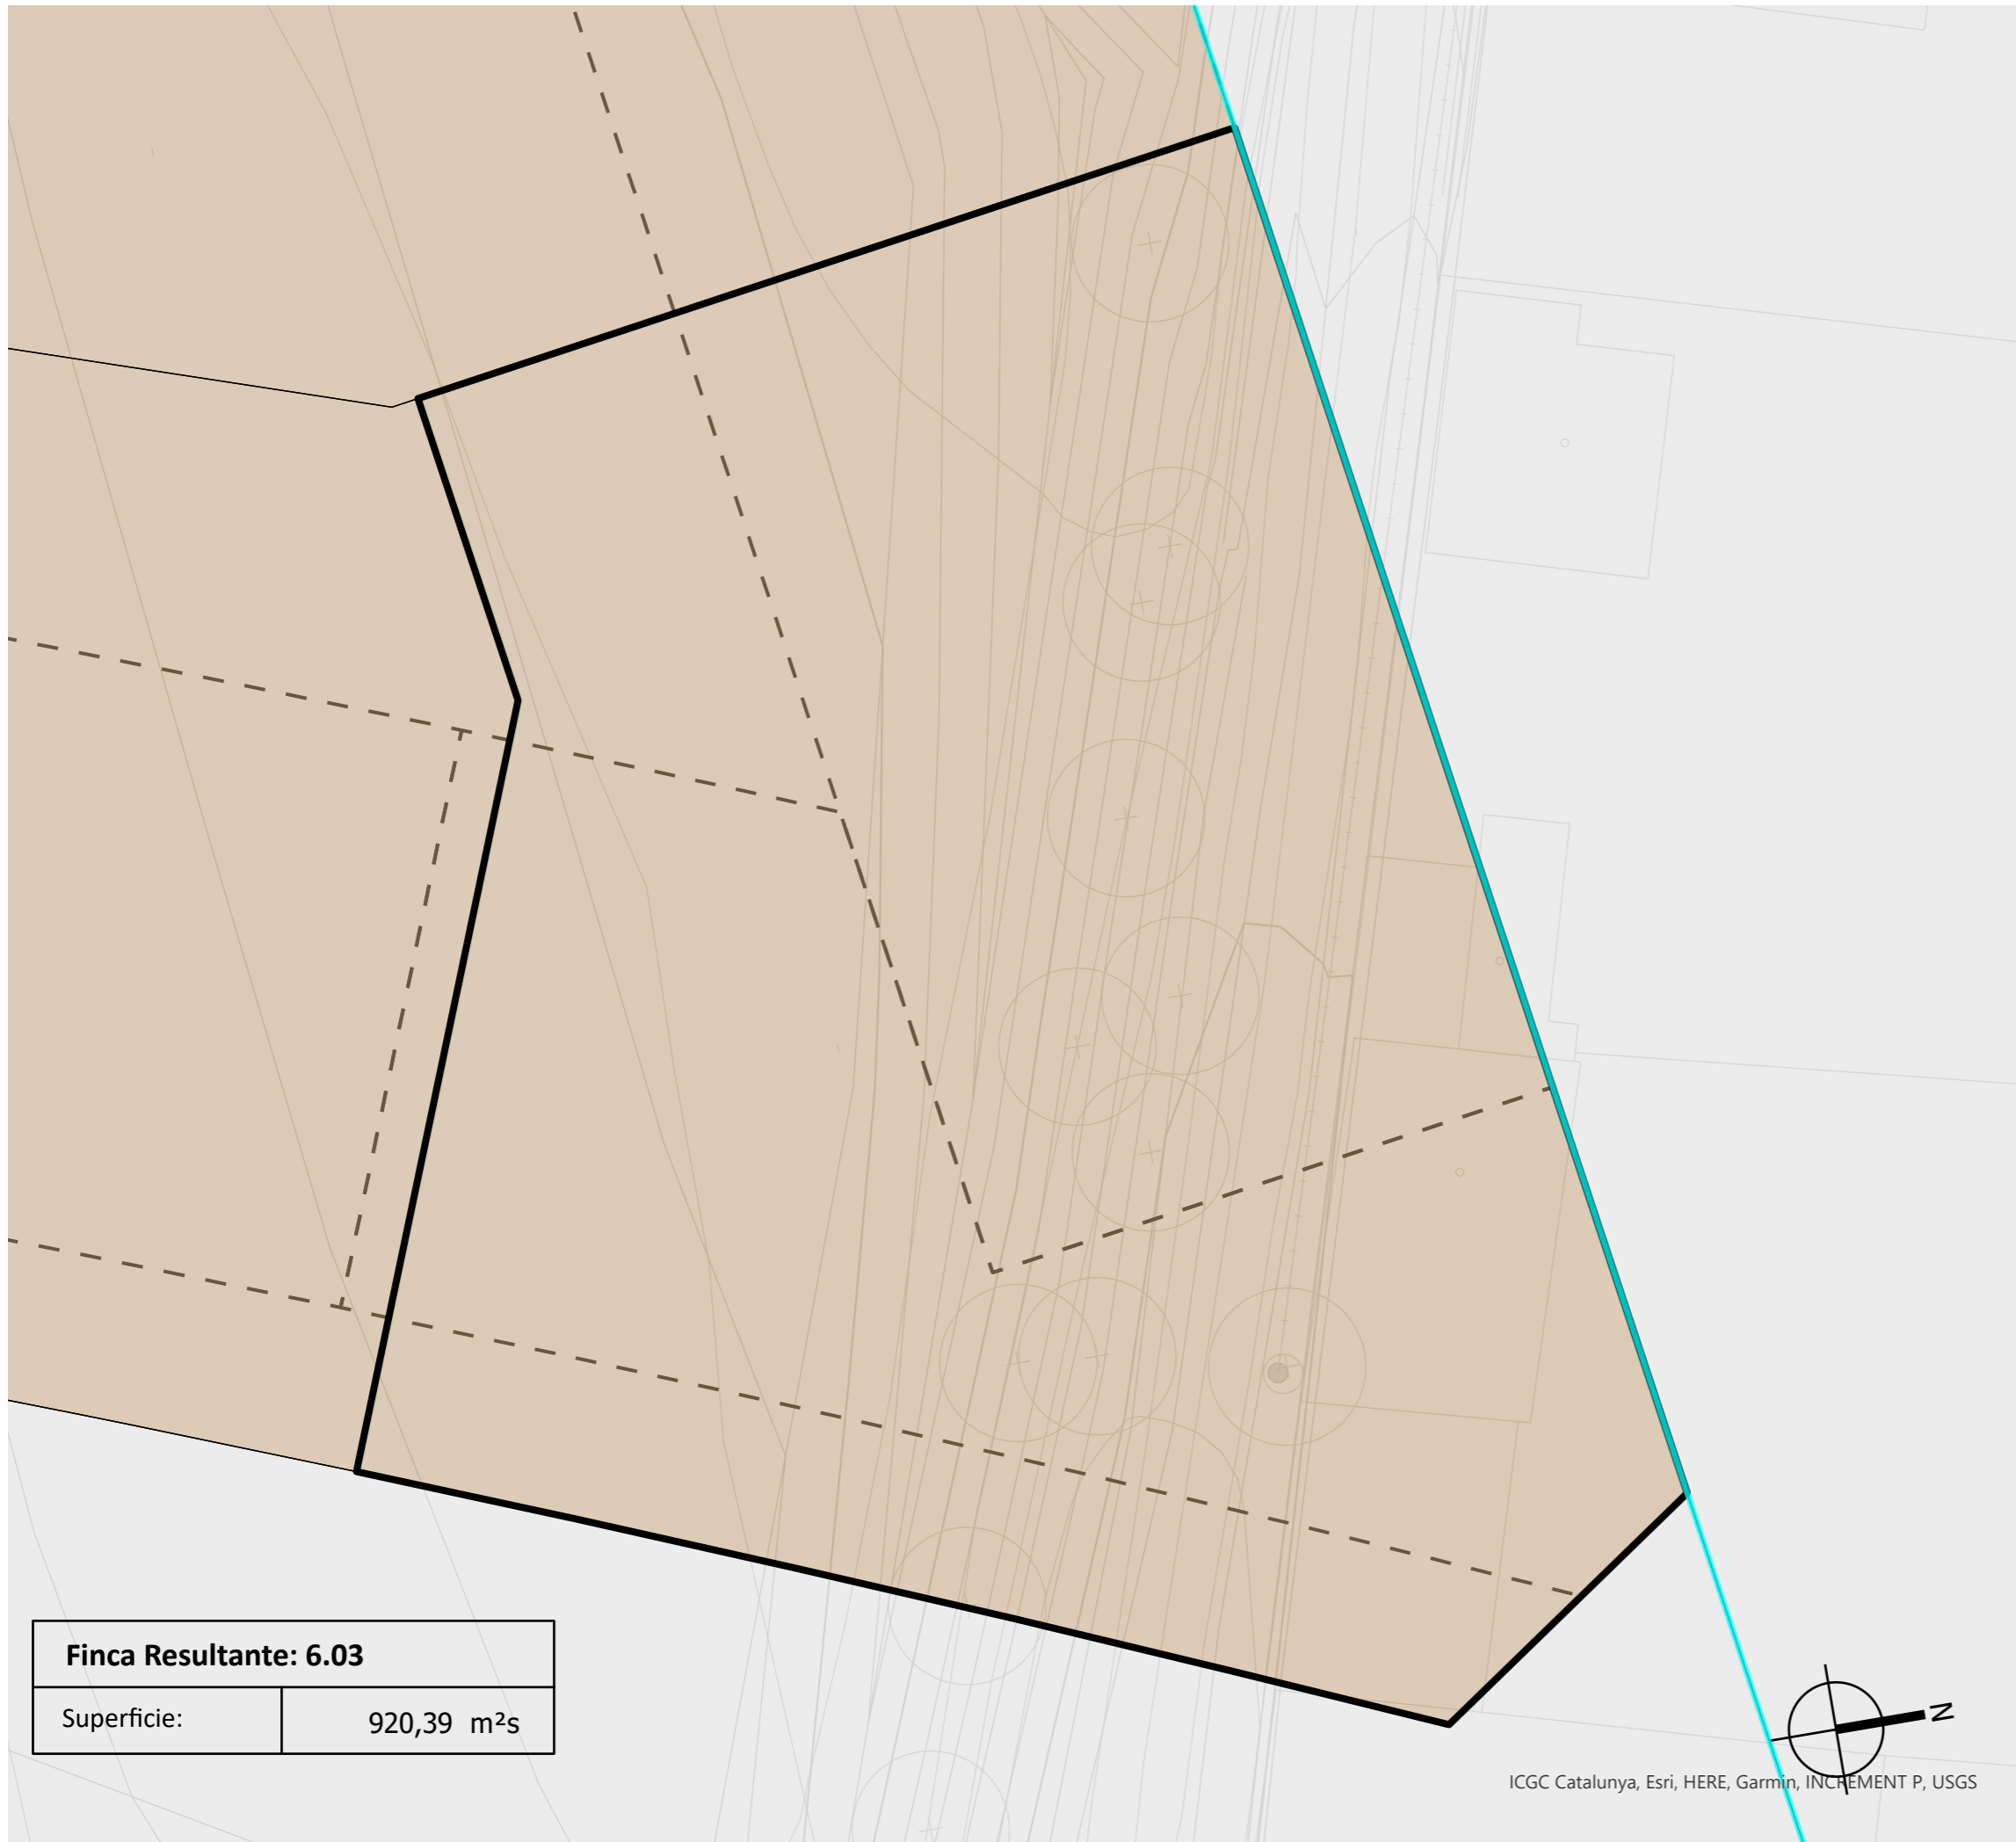 Finca Resultante: 6.03
Superficie: 920,39 m²s
N
ICGC Catalunya, Esri, HERE, Garmin, INCREMENT P, USGS